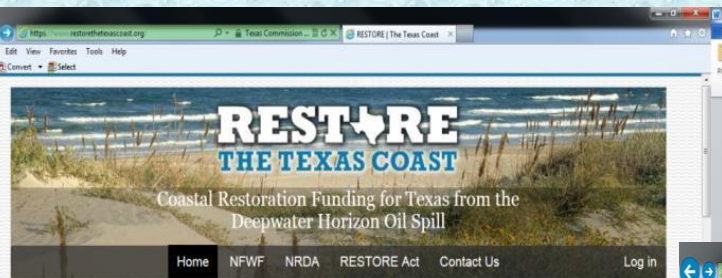 https://www.restorethetexascoast.org
Texas Commission ...
RESTORE | The Texas Coast
Edit View Favorites Tools Help
Convert Select
RESTORE
THE TEXAS COAST
Coastal Restoration Funding for Texas from the
Deepwater Horizon Oil Spill
Home NFWF NRDA RESTORE Act Contact Us Log in